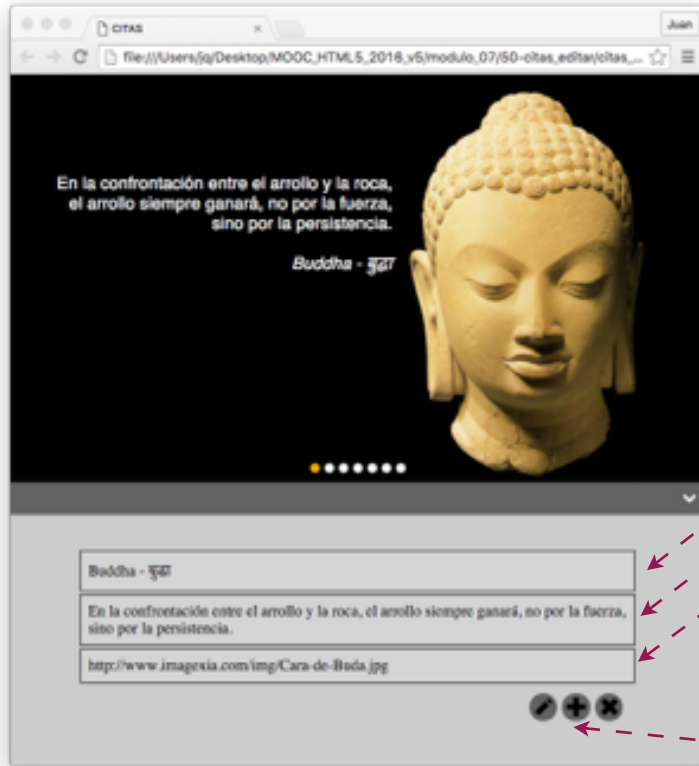 CITAS
Juan
file:///Users/jq/Desktop/MOOC_HTML5_2016_v5/modulo_07/50-citas_editar/citas_...
En la confrontación entre el arrollo y la roca,
el arrollo siempre ganará, no por la fuerza,
sino por la persistencia.
Buddha - बुद्धा
Buddha - बुद्धा
En la confrontación entre el arrollo y la roca, el arrollo siempre ganará, no por la fuerza,
sino por la persistencia.
http://www.imagexia.com/img/Cara-de-Buda.jpg